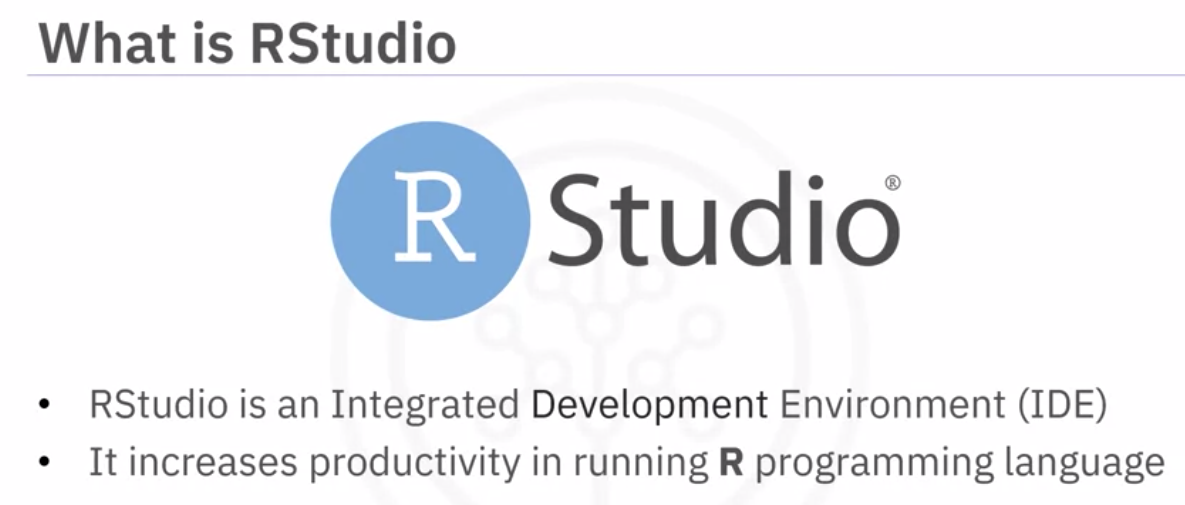 What is RStudio
R Studio®
• RStudio is an Integrated Development Environment (IDE)
• It increases productivity in running R programming language